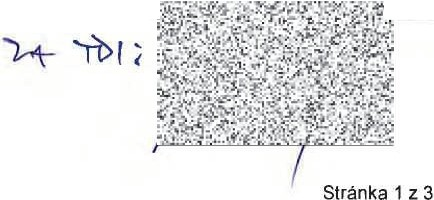 ZA TDI:
Stránka 1 z 3